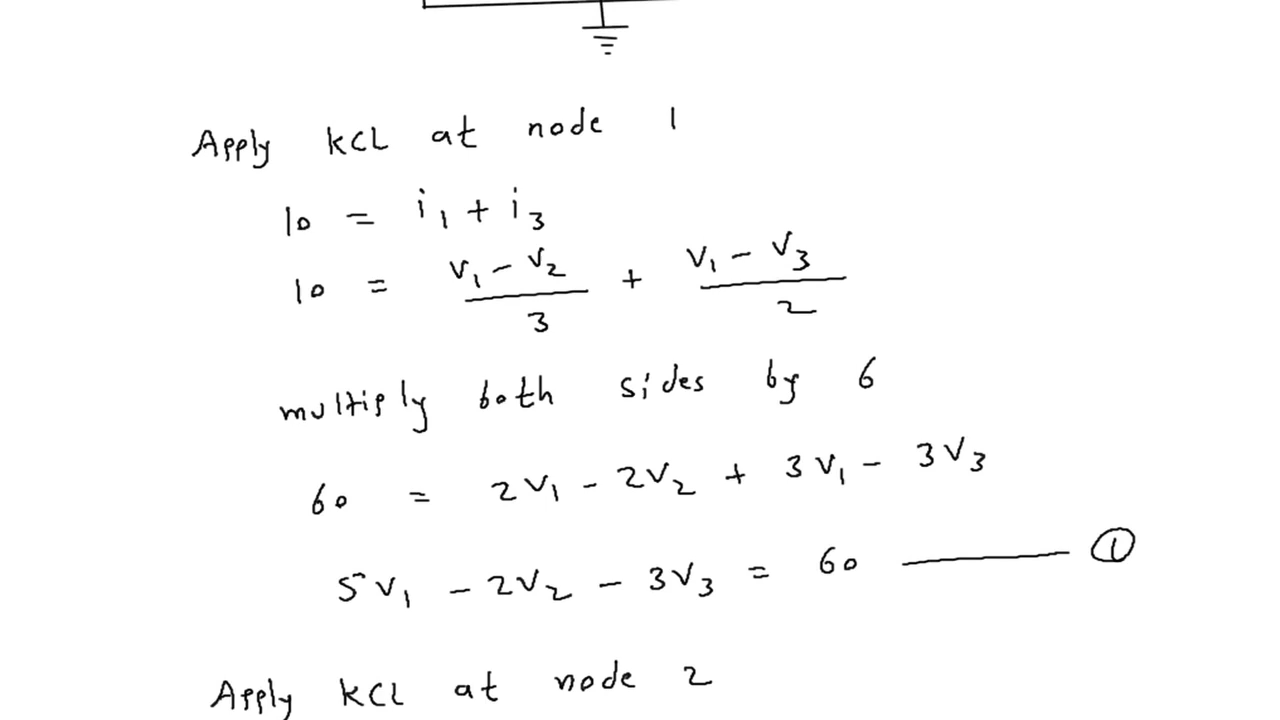 Apply KCL at node 1
10 = i₁ + i₃
10 = (V₁ - V₂)/3 + (V₁ - V₃)/2
multiply both sides by 6
60 = 2V₁ - 2V₂ + 3V₁ - 3V₃
5V₁ - 2V₂ - 3V₃ = 60 —— ①
Apply KCL at node 2